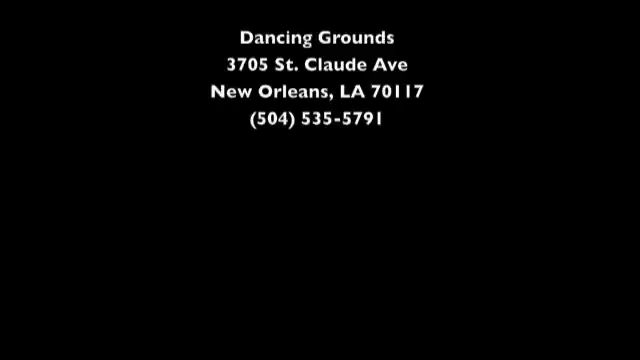 Dancing Grounds
3705 St. Claude Ave
New Orleans, LA 70117
(504) 535-5791